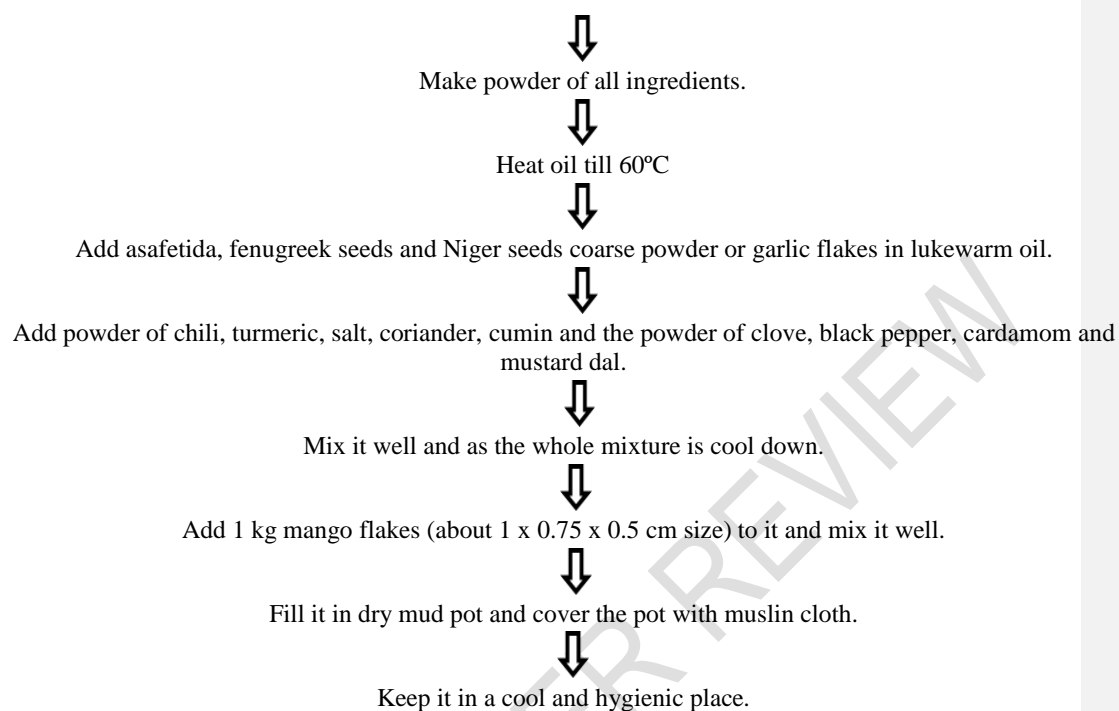 Make powder of all ingredients.
Heat oil till 60ºC
Add asafetida, fenugreek seeds and Niger seeds coarse powder or garlic flakes in lukewarm oil.
Add powder of chili, turmeric, salt, coriander, cumin and the powder of clove, black pepper, cardamom and
mustard dal.
Mix it well and as the whole mixture is cool down.
Add 1 kg mango flakes (about 1 x 0.75 x 0.5 cm size) to it and mix it well.
Fill it in dry mud pot and cover the pot with muslin cloth.
Keep it in a cool and hygienic place.
ER REVIEW